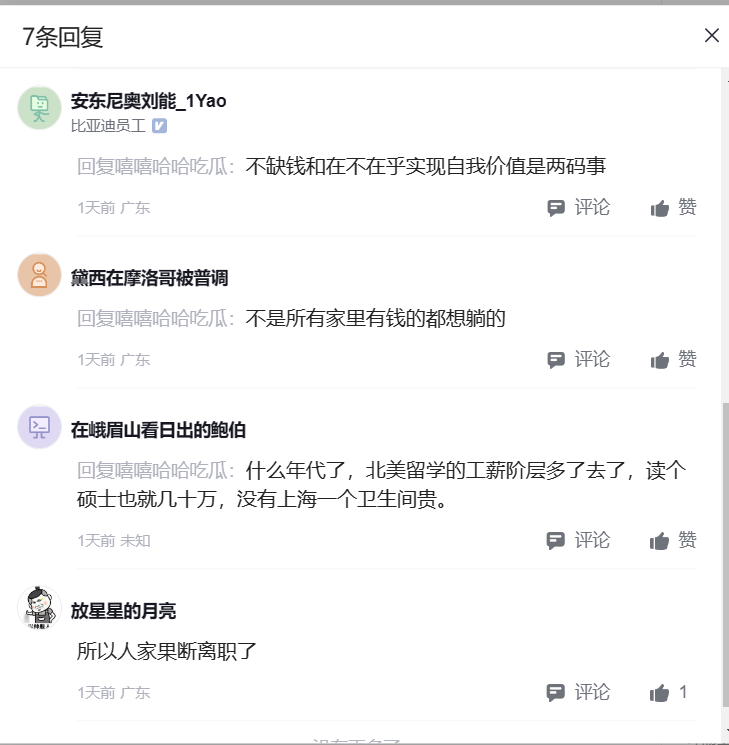 7条回复
安东尼奥刘能_1Yao
比亚迪员工
回复嘻嘻哈哈吃瓜：不缺钱和在不在乎实现自我价值是两码事
1天前 广东 评论 赞
黛西在摩洛哥被普调
回复嘻嘻哈哈吃瓜：不是所有家里有钱的都想躺的
1天前 广东 评论 赞
在峨眉山看日出的鲍伯
回复嘻嘻哈哈吃瓜：什么年代了，北美留学的工薪阶层多了去了，读个
硕士也就几十万，没有上海一个卫生间贵。
1天前 未知 评论 赞
放星星的月亮
所以人家果断离职了
1天前 广东 评论 1